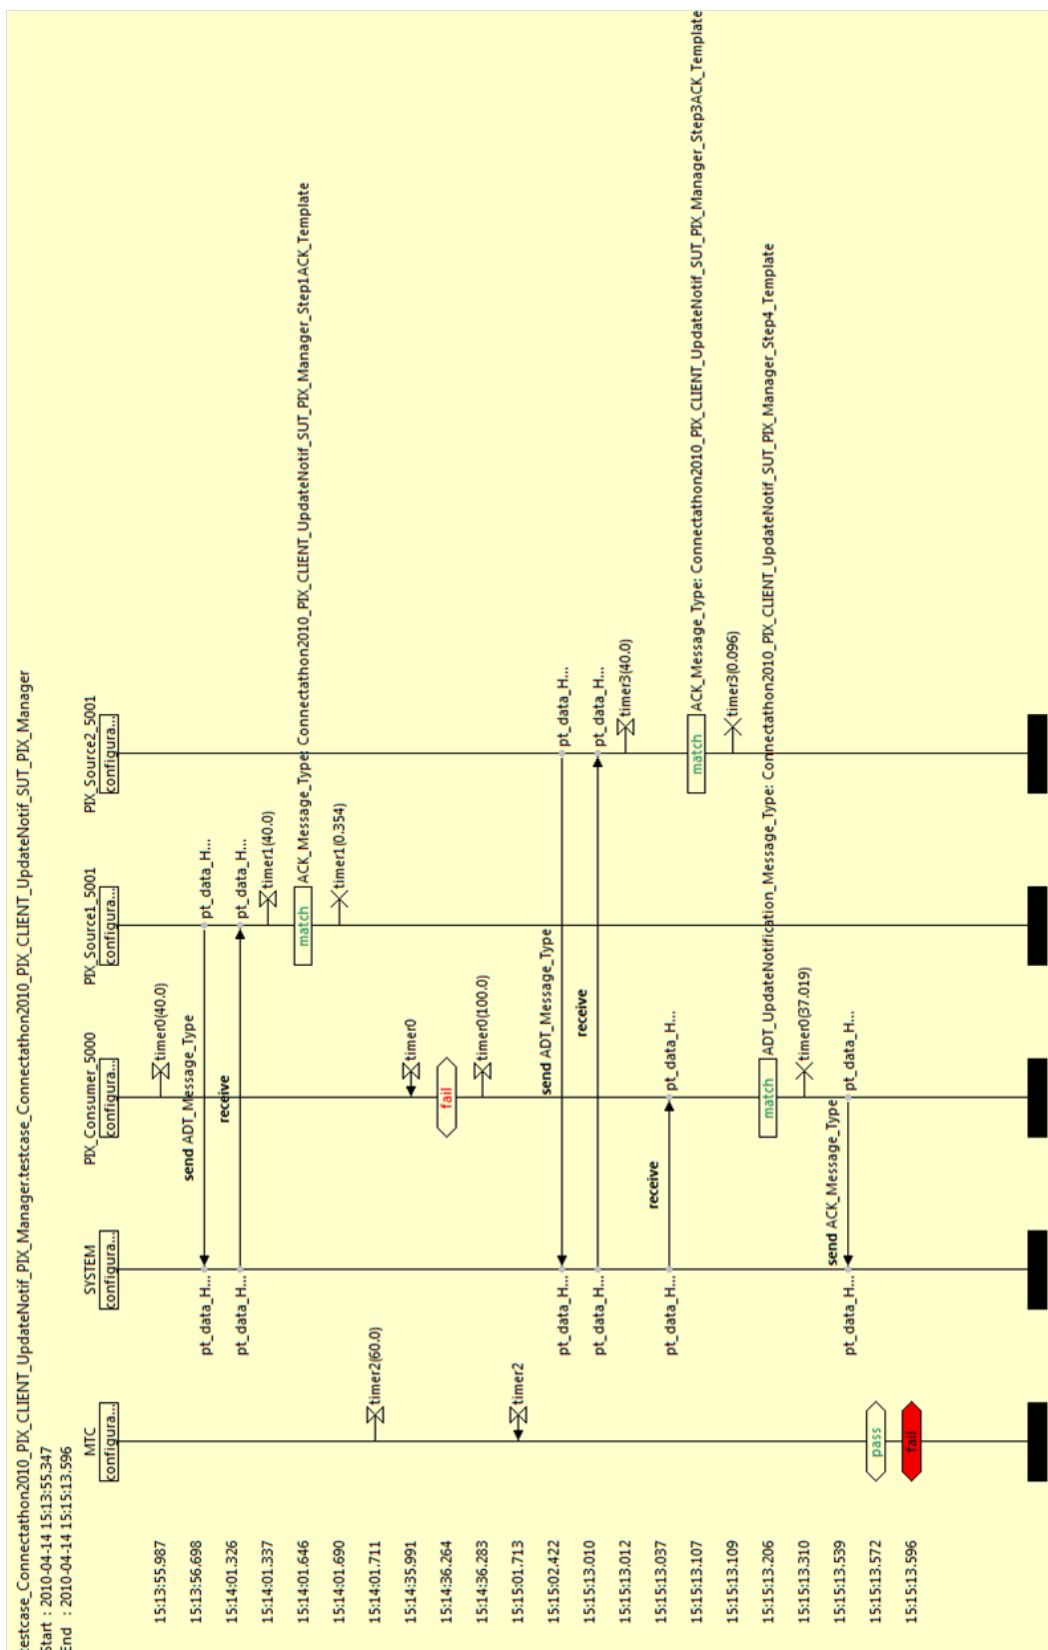 testcase_Connectathon2010_PIX_CLIENT_UpdateNotif_PIX_Manager.testcase_Connectathon2010_PIX_CLIENT_UpdateNotif_SUT_PIX_Manager
Start : 2010-04-14 15:13:55.347
End : 2010-04-14 15:15:13.596
MTC
SYSTEM
PIX_Consumer_5000
PIX_Source1_5001
PIX_Source2_5001
configura...
configura...
configura...
configura...
configura...
15:13:55.987
timer0(40.0)
15:13:56.698
pt_data_H...
send ADT_Message_Type
pt_data_H...
15:14:01.326
pt_data_H...
receive
pt_data_H...
15:14:01.337
timer1(40.0)
15:14:01.646
match
ACK_Message_Type: Connectathon2010_PIX_CLIENT_UpdateNotif_SUT_PIX_Manager_Step1ACK_Template
15:14:01.690
timer1(0.354)
15:14:01.711
timer2(60.0)
15:14:35.991
timer0
15:14:36.264
fail
15:14:36.283
timer0(100.0)
15:15:01.713
timer2
15:15:02.422
pt_data_H...
send ADT_Message_Type
pt_data_H...
15:15:13.010
pt_data_H...
receive
pt_data_H...
15:15:13.012
timer3(40.0)
15:15:13.037
pt_data_H...
receive
pt_data_H...
15:15:13.107
match
ACK_Message_Type: Connectathon2010_PIX_CLIENT_UpdateNotif_SUT_PIX_Manager_Step3ACK_Template
15:15:13.109
timer3(0.096)
15:15:13.206
match
ADT_UpdateNotification_Message_Type: Connectathon2010_PIX_CLIENT_UpdateNotif_SUT_PIX_Manager_Step4_Template
15:15:13.310
timer0(37.019)
15:15:13.539
pt_data_H...
send ACK_Message_Type
pt_data_H...
15:15:13.572
pass
15:15:13.596
fail